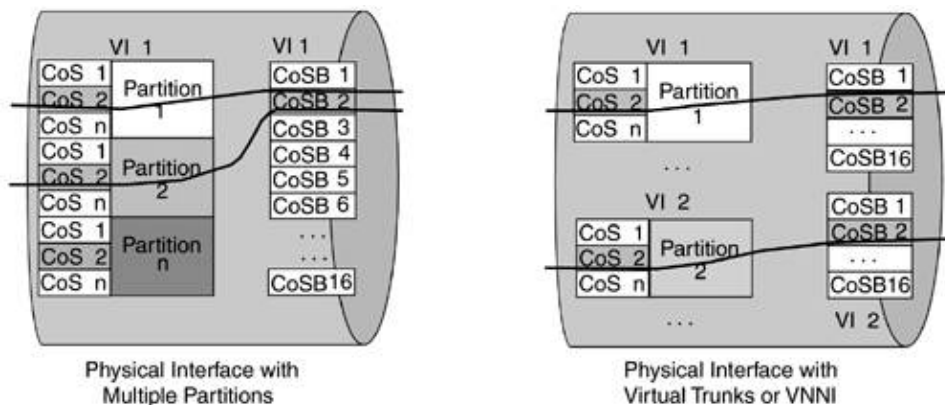 VI 1
VI 1
CoS 1
CoS 2
CoS n
CoS 1
CoS 2
CoS n
CoS 1
CoS 2
CoS n
Partition
1
Partition
2
Partition
n
CoSB 1
CoSB 2
CoSB 3
CoSB 4
CoSB 5
CoSB 6
...
...
CoSB16
Physical Interface with
Multiple Partitions
VI 1
VI 1
CoS 1
CoS 2
CoS n
Partition
1
...
CoSB 1
CoSB 2
...
CoSB16
VI 2
CoS 1
CoS 2
CoS n
Partition
2
...
CoSB 1
CoSB 2
...
CoSB16
VI 2
Physical Interface with
Virtual Trunks or VNNI